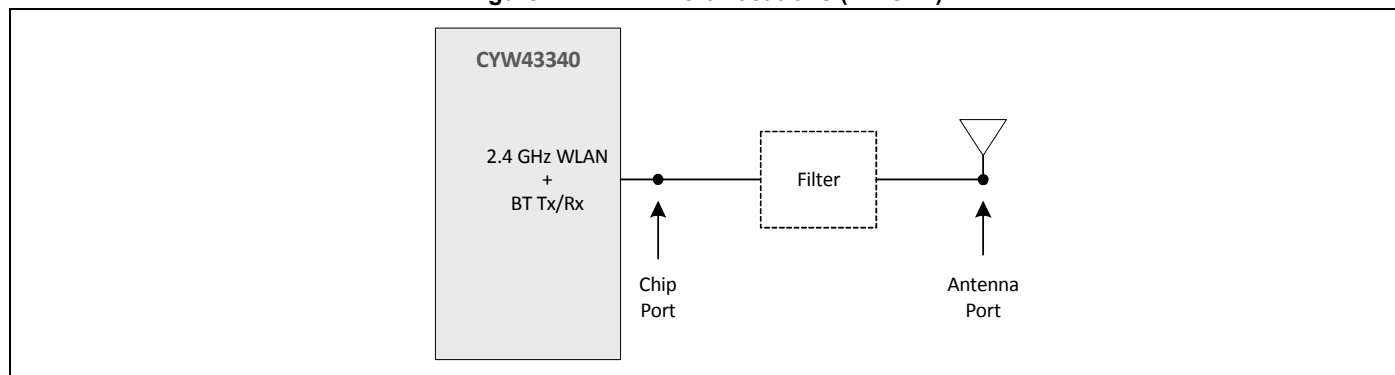 CYW43340
2.4 GHz WLAN
+
BT Tx/Rx
Filter
Chip
Port
Antenna
Port